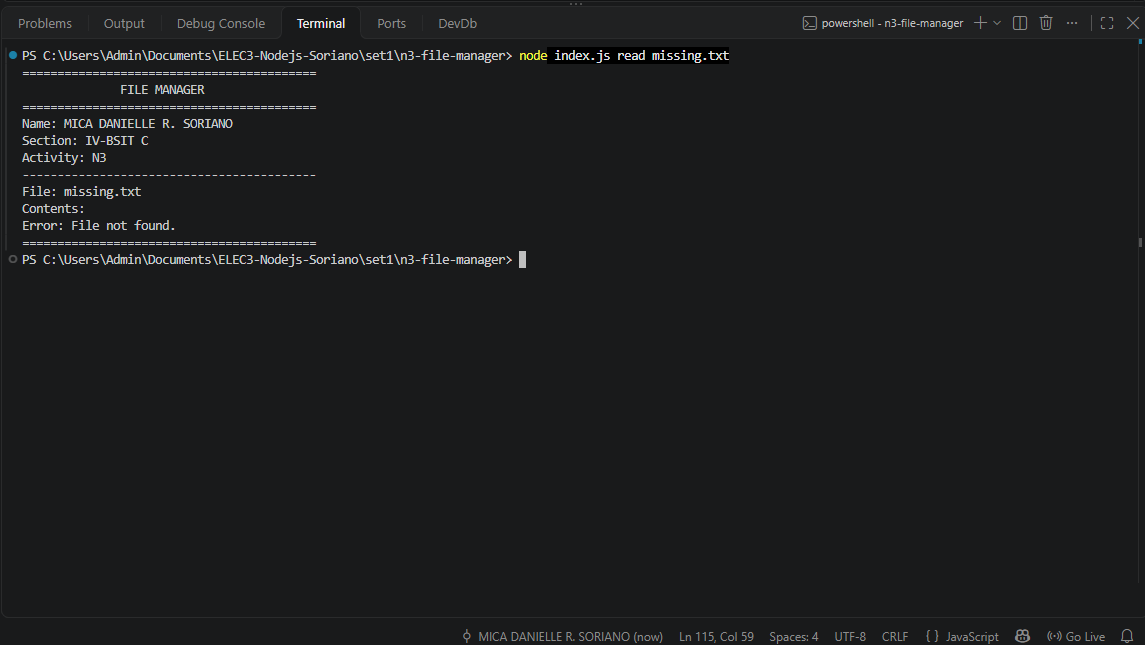 Problems Output Debug Console Terminal Ports DevDb powershell - n3-file-manager
PS C:\Users\Admin\Documents\ELEC3-Nodejs-Soriano\set1\n3-file-manager> node index.js read missing.txt
==========================================
FILE MANAGER
==========================================
Name: MICA DANIELLE R. SORIANO
Section: IV-BSIT C
Activity: N3
------------------------------------------
File: missing.txt
Contents:
Error: File not found.
==========================================
PS C:\Users\Admin\Documents\ELEC3-Nodejs-Soriano\set1\n3-file-manager>
MICA DANIELLE R. SORIANO (now) Ln 115, Col 59 Spaces: 4 UTF-8 CRLF { } JavaScript Go Live